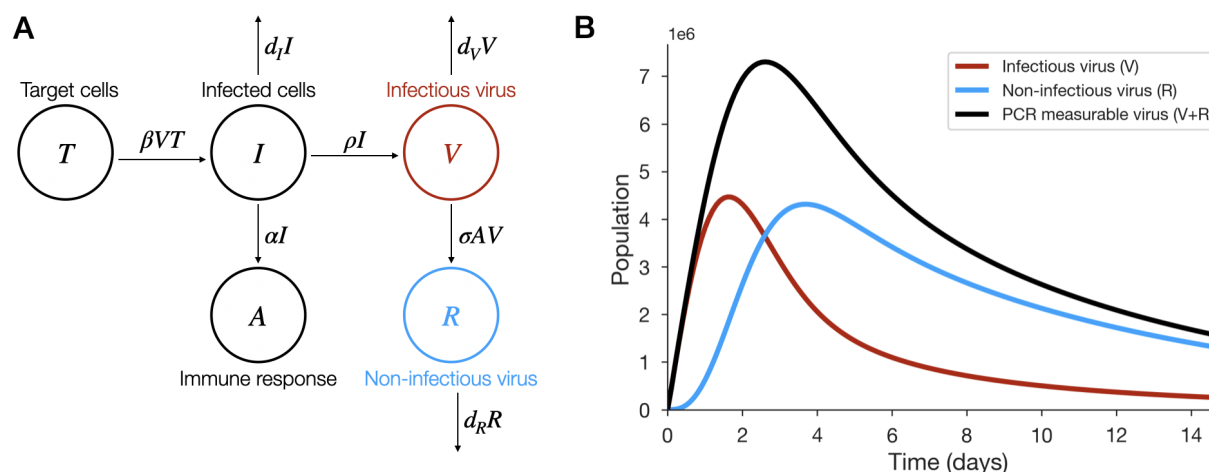 A
d_I I
d_V V
Target cells
Infected cells
Infectious virus
T
βVT
I
ρI
V
αI
σAV
A
R
Immune response
Non-infectious virus
d_R R
B
1e6
Infectious virus (V)
Non-infectious virus (R)
PCR measurable virus (V+R
Population
7
6
5
4
3
2
1
0
0 2 4 6 8 10 12 14
Time (days)